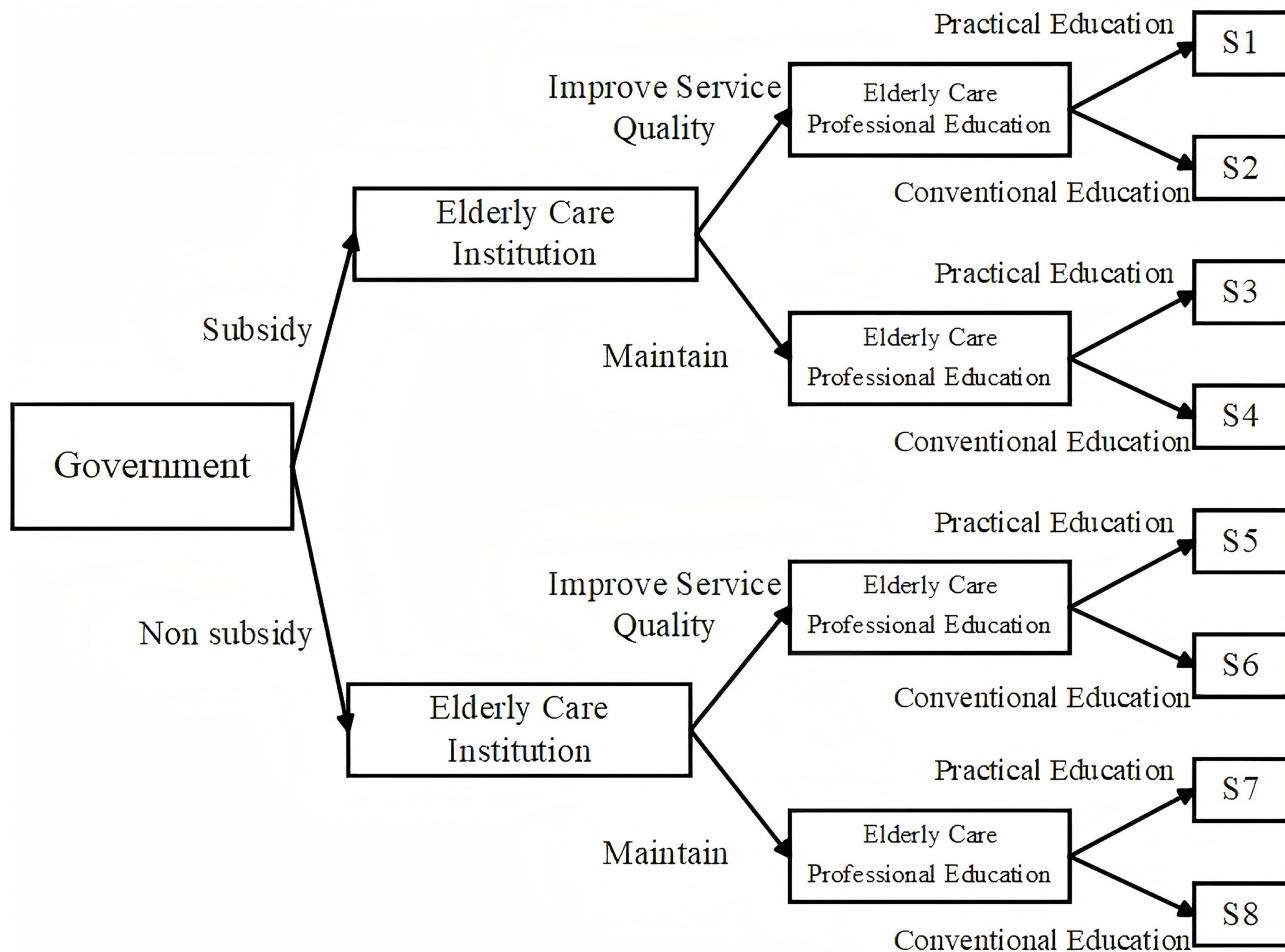 Practical Education
S1
Improve Service
Quality
Elderly Care
Professional Education
S2
Conventional Education
Elderly Care
Institution
Practical Education
S3
Subsidy
Maintain
Elderly Care
Professional Education
S4
Conventional Education
Government
Practical Education
S5
Improve Service
Quality
Elderly Care
Professional Education
Non subsidy
S6
Conventional Education
Elderly Care
Institution
Practical Education
S7
Maintain
Elderly Care
Professional Education
S8
Conventional Education